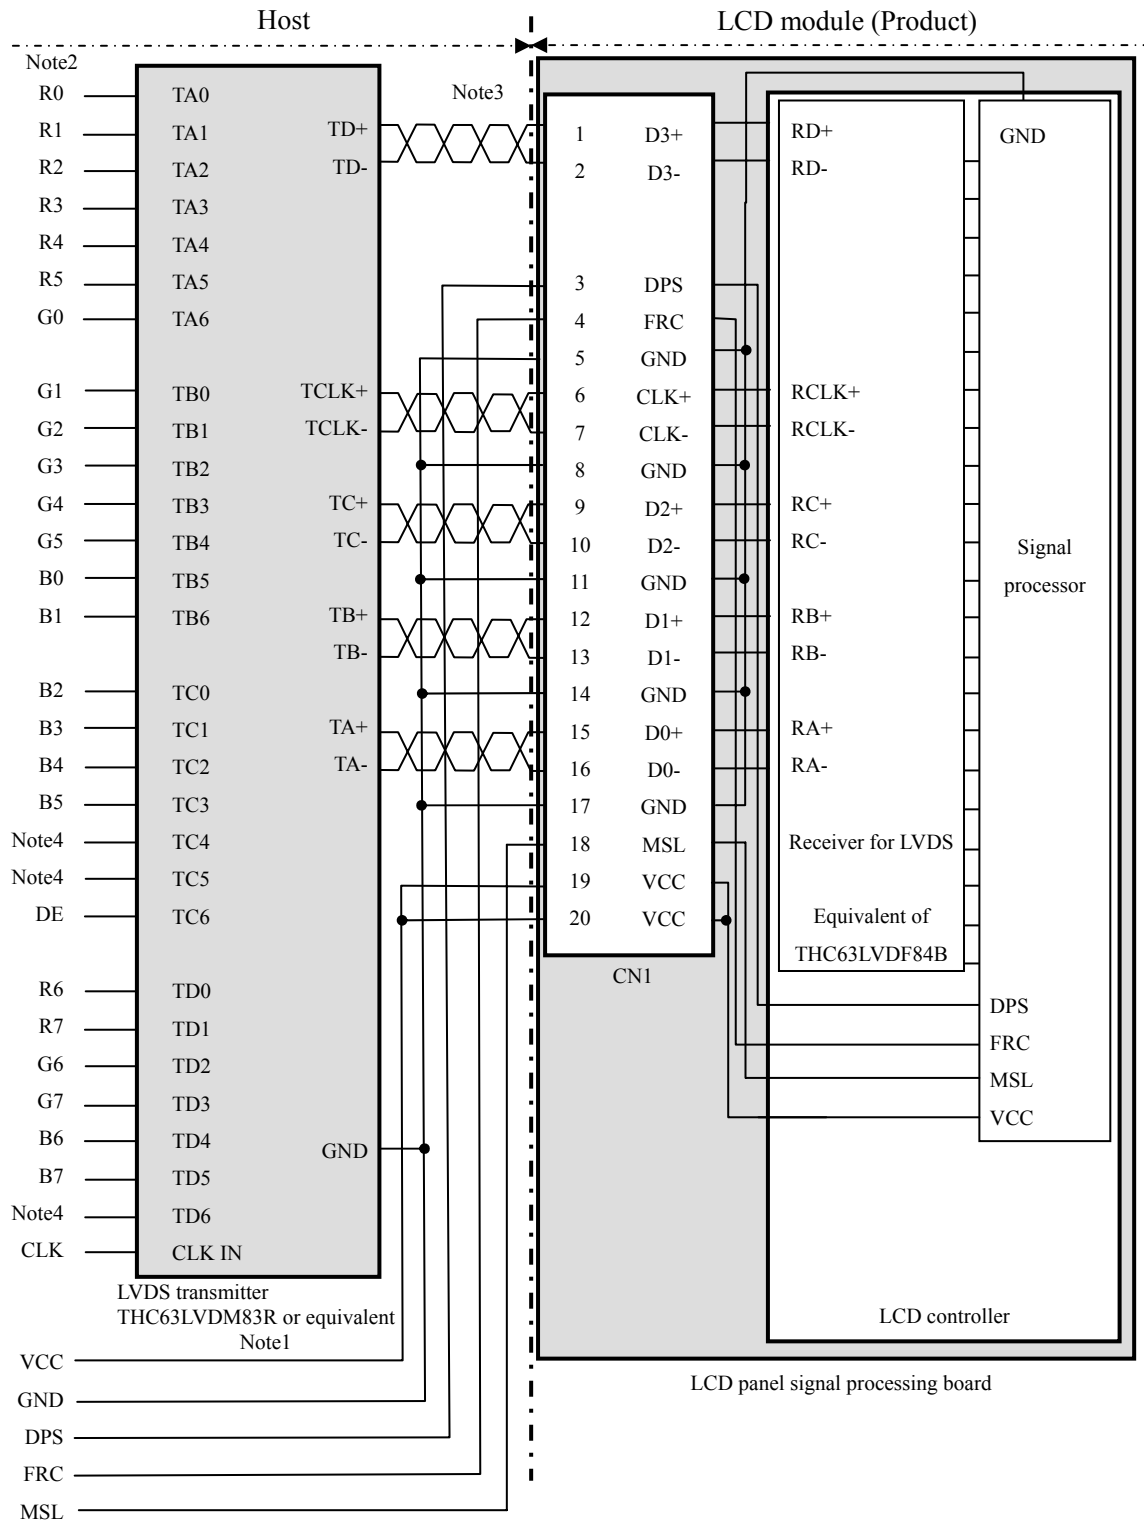 Host
LCD module (Product)
Note2
R0
R1
R2
R3
R4
R5
G0
G1
G2
G3
G4
G5
B0
B1
B2
B3
B4
B5
Note4
Note4
DE
R6
R7
G6
G7
B6
B7
Note4
CLK
TA0
TA1
TA2
TA3
TA4
TA5
TA6
TB0
TB1
TB2
TB3
TB4
TB5
TB6
TC0
TC1
TC2
TC3
TC4
TC5
TC6
TD0
TD1
TD2
TD3
TD4
TD5
TD6
CLK IN
TD+
TD-
TCLK+
TCLK-
TC+
TC-
TB+
TB-
TA+
TA-
GND
LVDS transmitter
THC63LVDM83R or equivalent
Note1
VCC
GND
DPS
FRC
MSL
Note3
1 D3+
2 D3-
3 DPS
4 FRC
5 GND
6 CLK+
7 CLK-
8 GND
9 D2+
10 D2-
11 GND
12 D1+
13 D1-
14 GND
15 D0+
16 D0-
17 GND
18 MSL
19 VCC
20 VCC
CN1
RD+
RD-
RCLK+
RCLK-
RC+
RC-
RB+
RB-
RA+
RA-
Receiver for LVDS
Equivalent of
THC63LVDF84B
GND
Signal
processor
DPS
FRC
MSL
VCC
LCD controller
LCD panel signal processing board